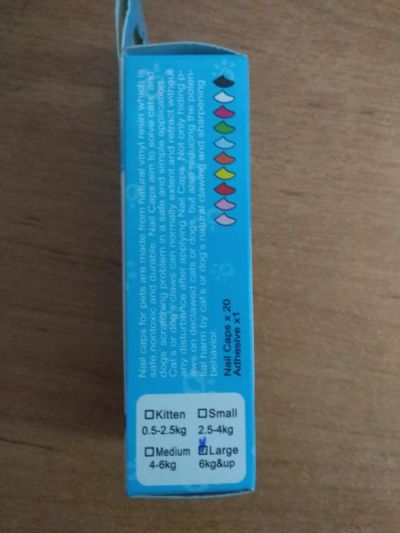 Nail caps for pets are made from natural vinyl resin which is
safe,nontoxic and durable. Nail Caps aim to solve cats' and
dogs' scratching problem in a safe and simple application.
Cat's or dog's claws can normally extent and retract without
any disturbance after applying Nail Caps. Not only hiding p-
aws on declawed cats or dogs, but also reducing the poten-
tial harm by cat's or dog's natural clawing and sharpening
behavior.
Nail Caps x 20
Adhesive x1
Kitten
0.5-2.5kg
Small
2.5-4kg
Medium
4-6kg
Large
6kg&up